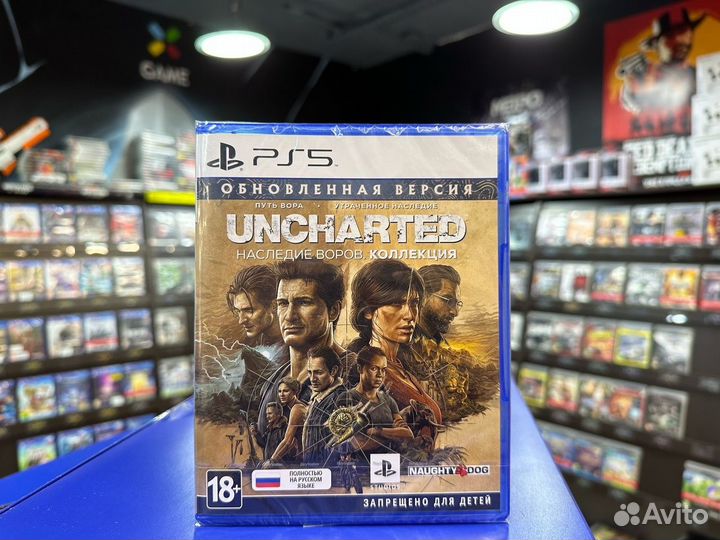 GAME
PS5
ОБНОВЛЕННАЯ ВЕРСИЯ
ПУТЬ ВОРА УТРАЧЕННОЕ НАСЛЕДИЕ
UNCHARTED
НАСЛЕДИЕ ВОРОВ. КОЛЛЕКЦИЯ
18+
ПОЛНОСТЬЮ
НА РУССКОМ
ЯЗЫКЕ
NAUGHTY DOG
ЗАПРЕЩЕНО ДЛЯ ДЕТЕЙ
Avito